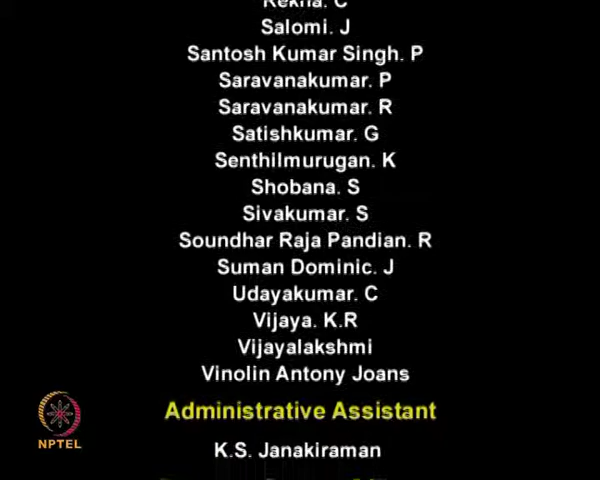 Rekha. C
Salomi. J
Santosh Kumar Singh. P
Saravanakumar. P
Saravanakumar. R
Satishkumar. G
Senthilmurugan. K
Shobana. S
Sivakumar. S
Soundhar Raja Pandian. R
Suman Dominic. J
Udayakumar. C
Vijaya. K.R
Vijayalakshmi
Vinolin Antony Joans
Administrative Assistant
K.S. Janakiraman
NPTEL